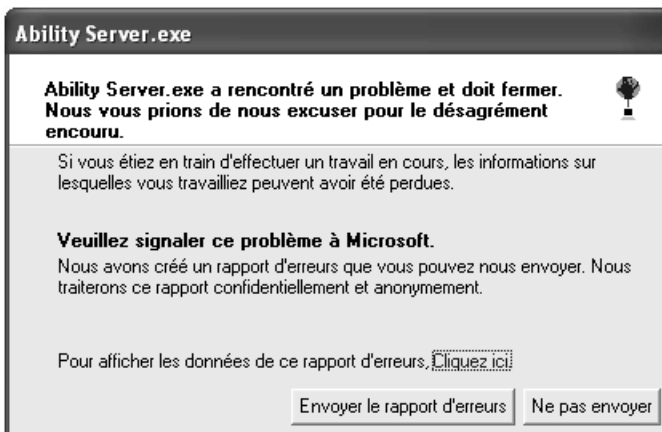 Ability Server.exe
Ability Server.exe a rencontré un problème et doit fermer.
Nous vous prions de nous excuser pour le désagrément
encouru.
Si vous étiez en train d'effectuer un travail en cours, les informations sur
lesquelles vous travailliez peuvent avoir été perdues.
Veuillez signaler ce problème à Microsoft.
Nous avons créé un rapport d'erreurs que vous pouvez nous envoyer. Nous
traiterons ce rapport confidentiellement et anonymement.
Pour afficher les données de ce rapport d'erreurs, Cliquez ici.
Envoyer le rapport d'erreurs Ne pas envoyer